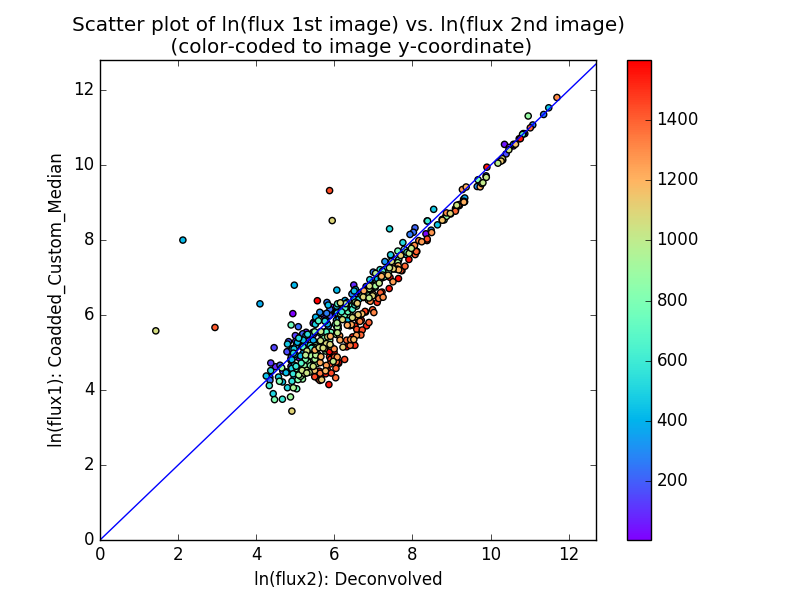 Scatter plot of ln(flux 1st image) vs. ln(flux 2nd image)
(color-coded to image y-coordinate)
ln(flux1): Coadded_Custom_Median
12
10
8
6
4
2
0
0 2 4 6 8 10 12
ln(flux2): Deconvolved
1400
1200
1000
800
600
400
200